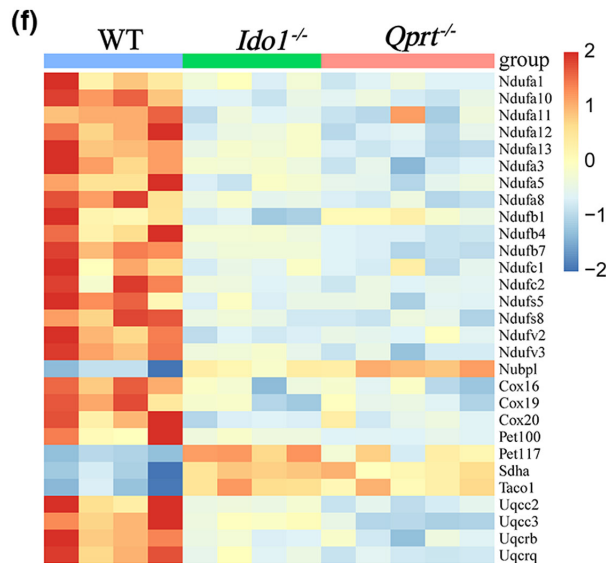 (f)
WT Ido1-/- Qprt-/-
group
Ndufa1
Ndufa10
Ndufa11
Ndufa12
Ndufa13
Ndufa3
Ndufa5
Ndufa8
Ndufb1
Ndufb4
Ndufb7
Ndufc1
Ndufc2
Ndufs5
Ndufs8
Ndufv2
Ndufv3
Nubpl
Cox16
Cox19
Cox20
Pet100
Pet117
Sdha
Taco1
Uqcc2
Uqcc3
Uqcrb
Uqcrq
2
1
0
−1
−2